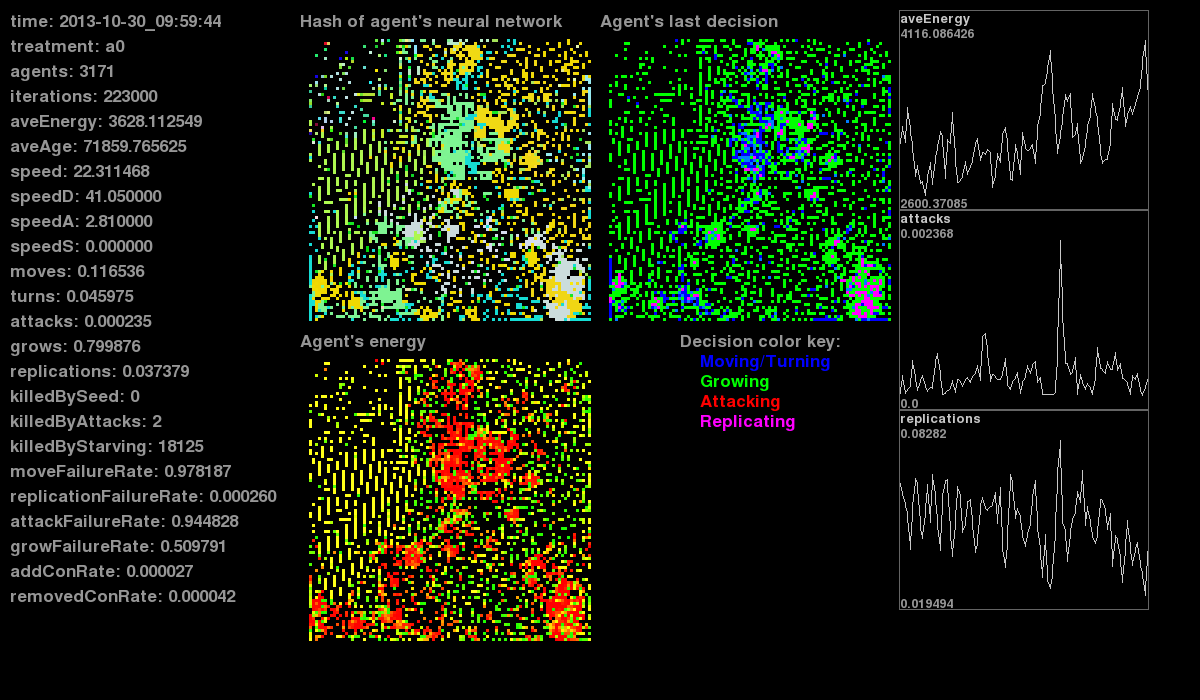 time: 2013-10-30_09:59:44
treatment: a0
agents: 3171
iterations: 223000
aveEnergy: 3628.112549
aveAge: 71859.765625
speed: 22.311468
speedD: 41.050000
speedA: 2.810000
speedS: 0.000000
moves: 0.116536
turns: 0.045975
attacks: 0.000235
grows: 0.799876
replications: 0.037379
killedBySeed: 0
killedByAttacks: 2
killedByStarving: 18125
moveFailureRate: 0.978187
replicationFailureRate: 0.000260
attackFailureRate: 0.944828
growFailureRate: 0.509791
addConRate: 0.000027
removedConRate: 0.000042
Hash of agent's neural network
Agent's last decision
Agent's energy
Decision color key:
Moving/Turning
Growing
Attacking
Replicating
aveEnergy
4116.086426
2600.37085
attacks
0.002368
0.0
replications
0.08282
0.019494